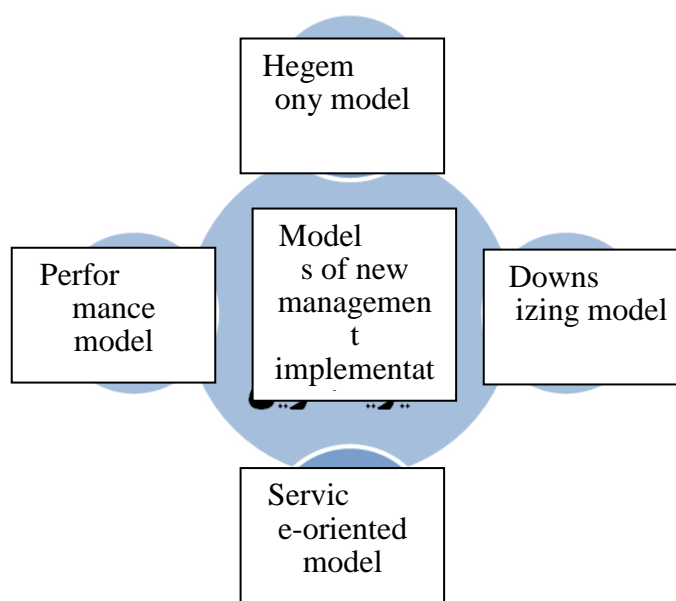 Hegem
ony model
Perfor
mance
model
Model
s of new
managemen
t
implementat
Downs
izing model
Servic
e-oriented
model